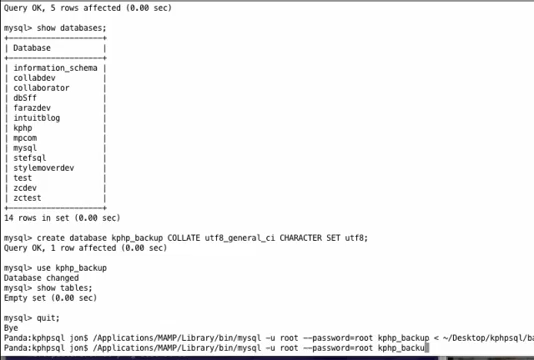 Query OK, 5 rows affected (0.00 sec)
mysql> show databases;
+--------------------+
| Database |
+--------------------+
| information_schema |
| collabdev |
| collaborator |
| db5ff |
| farazdev |
| intuitblog |
| kphp |
| mpcom |
| mysql |
| stefsql |
| stylemoverdev |
| test |
| zcdev |
| zctest |
+--------------------+
14 rows in set (0.00 sec)
mysql> create database kphp_backup COLLATE utf8_general_ci CHARACTER SET utf8;
Query OK, 1 row affected (0.00 sec)
mysql> use kphp_backup
Database changed
mysql> show tables;
Empty set (0.00 sec)
mysql> quit;
Bye
Panda:kphpsql jon$ /Applications/MAMP/Library/bin/mysql -u root --password=root kphp_backup < ~/Desktop/kphpsql/ba
Panda:kphpsql jon$ /Applications/MAMP/Library/bin/mysql -u root --password=root kphp_backu